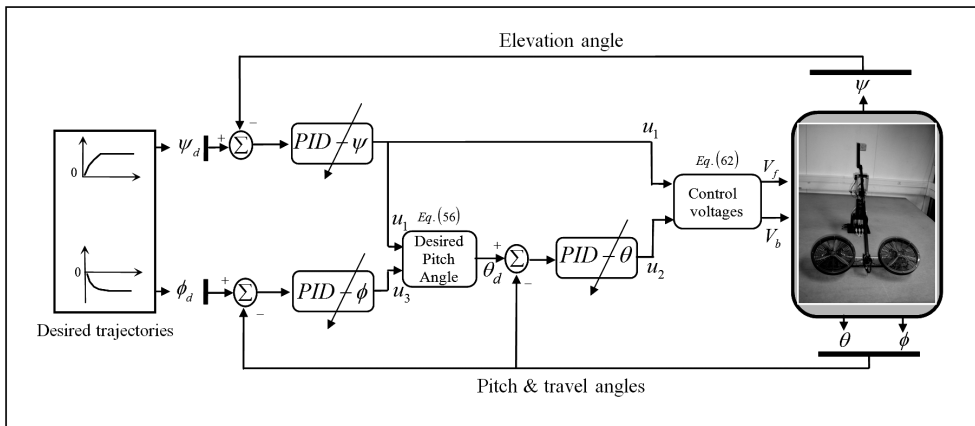 Elevation angle
ψ
−
+
Σ
PID − ψ
ψ_d
0
u_1
Eq.(62)
V_f
Control
voltages
V_b
u_1
Eq.(56)
Desired
Pitch
Angle
+
θ_d
Σ
−
PID − θ
u_2
0
ϕ_d
+
Σ
−
PID − ϕ
u_3
Desired trajectories
θ
ϕ
Pitch & travel angles